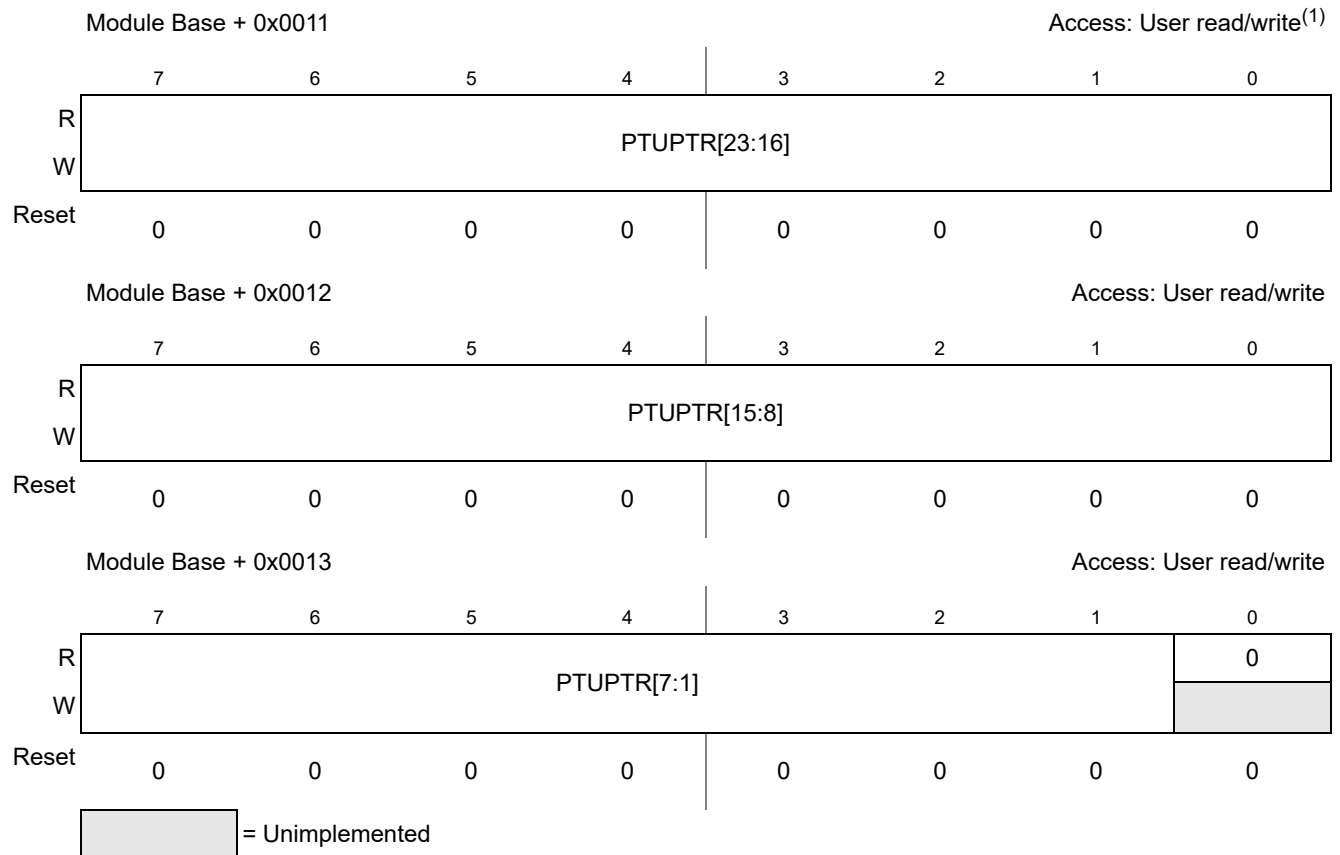 Module Base + 0x0011 Access: User read/write(1)
7 6 5 4 3 2 1 0
R
PTUPTR[23:16]
W
Reset 0 0 0 0 0 0 0 0
Module Base + 0x0012 Access: User read/write
7 6 5 4 3 2 1 0
R
PTUPTR[15:8]
W
Reset 0 0 0 0 0 0 0 0
Module Base + 0x0013 Access: User read/write
7 6 5 4 3 2 1 0
R 0
PTUPTR[7:1]
W
Reset 0 0 0 0 0 0 0 0
= Unimplemented